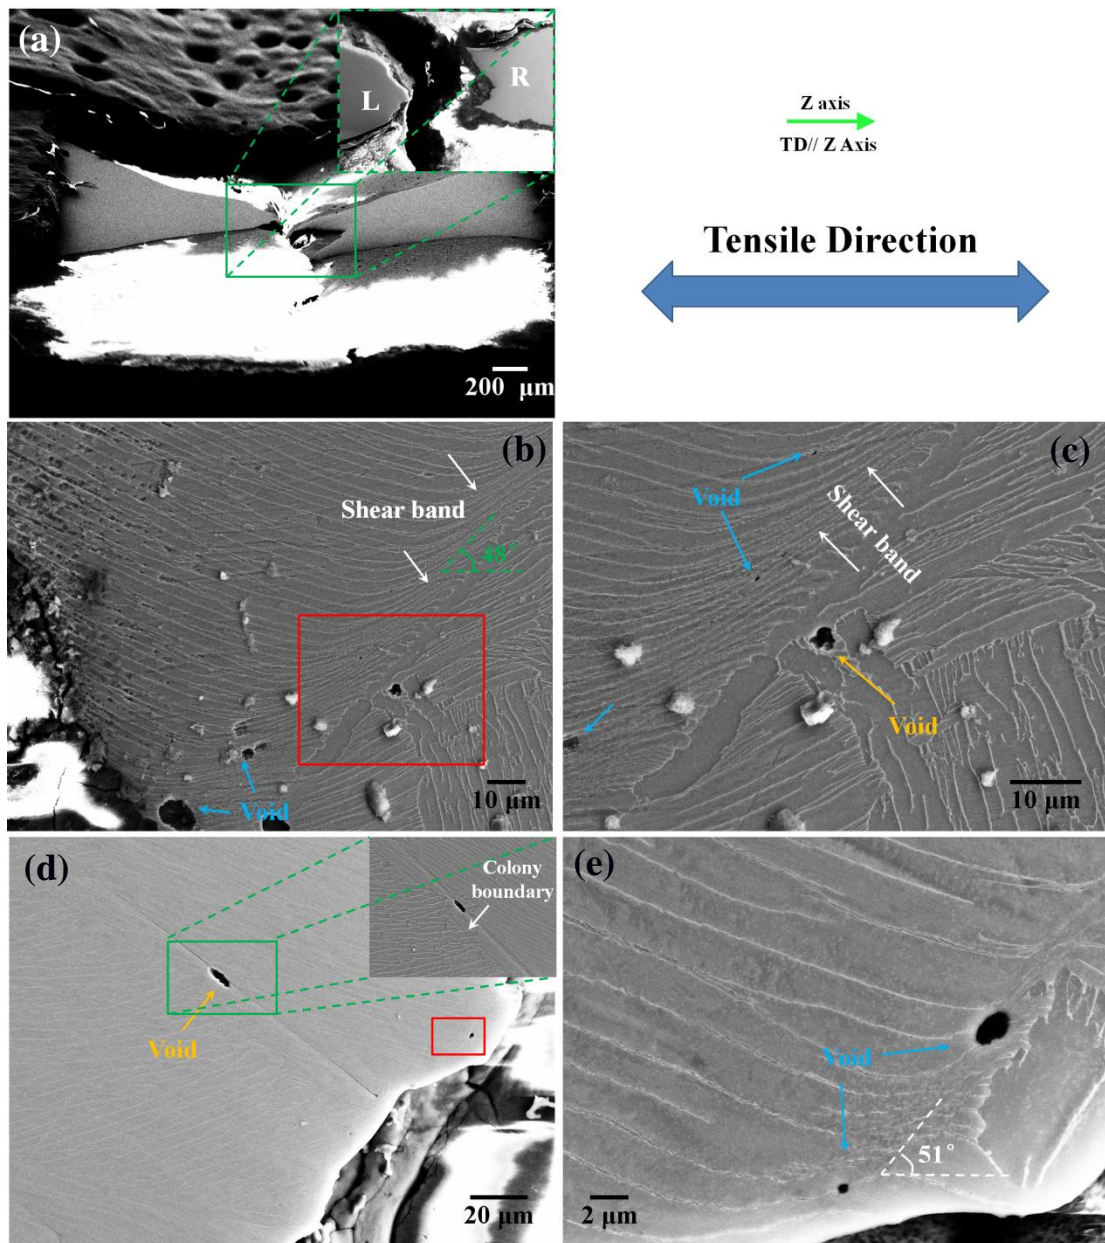 (a)
L
R
200 μm
Z axis
TD// Z Axis
Tensile Direction
(b)
Shear band
48°
Void
10 μm
(c)
Void
Shear band
Void
10 μm
(d)
Colony
boundary
Void
20 μm
(e)
Void
51°
2 μm